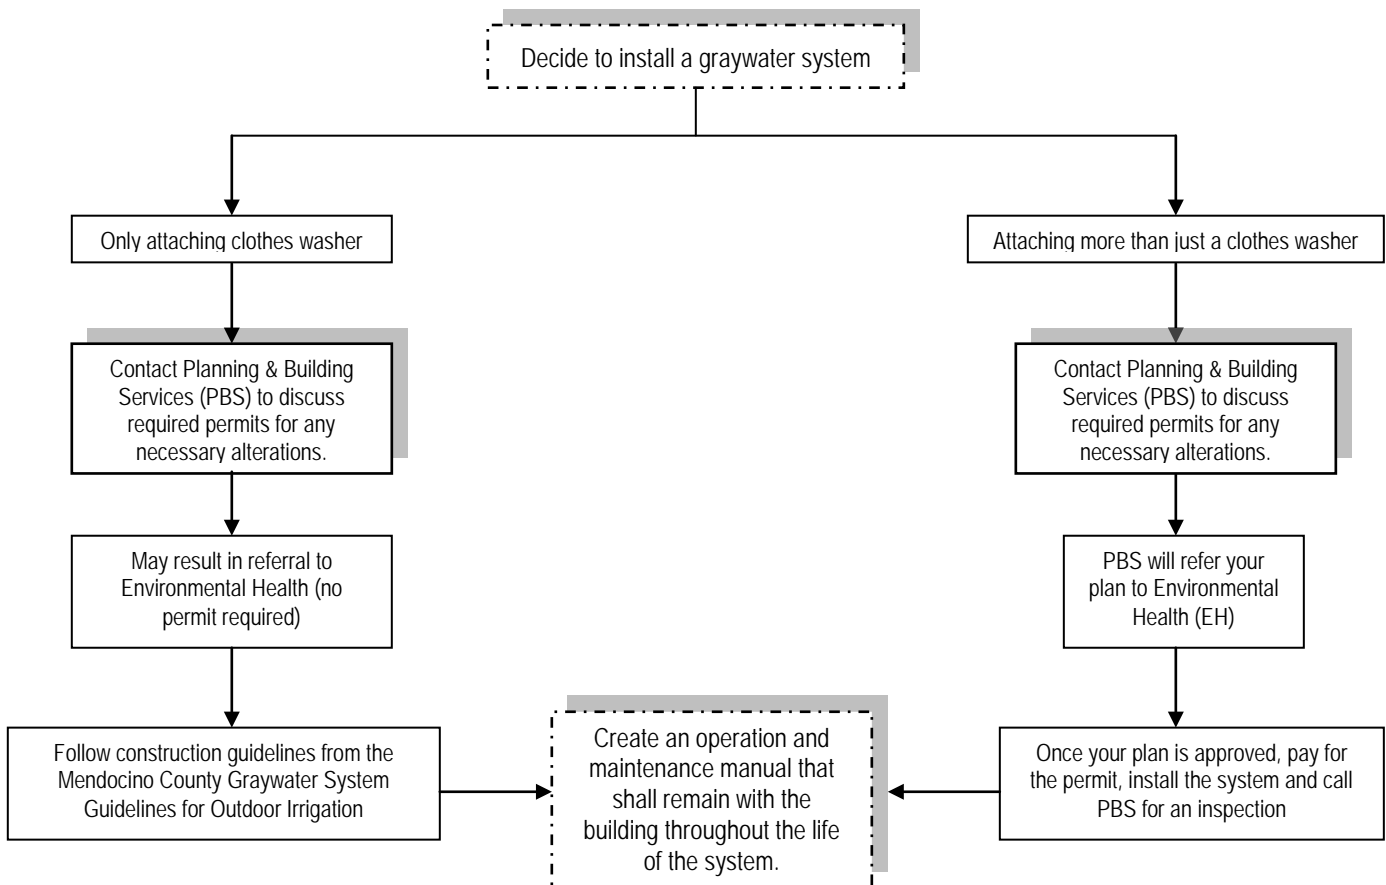 Decide to install a graywater system
Only attaching clothes washer
Attaching more than just a clothes washer
Contact Planning & Building
Services (PBS) to discuss
required permits for any
necessary alterations.
Contact Planning & Building
Services (PBS) to discuss
required permits for any
necessary alterations.
May result in referral to
Environmental Health (no
permit required)
PBS will refer your
plan to Environmental
Health (EH)
Follow construction guidelines from the
Mendocino County Graywater System
Guidelines for Outdoor Irrigation
Create an operation and
maintenance manual that
shall remain with the
building throughout the life
of the system.
Once your plan is approved, pay for
the permit, install the system and call
PBS for an inspection